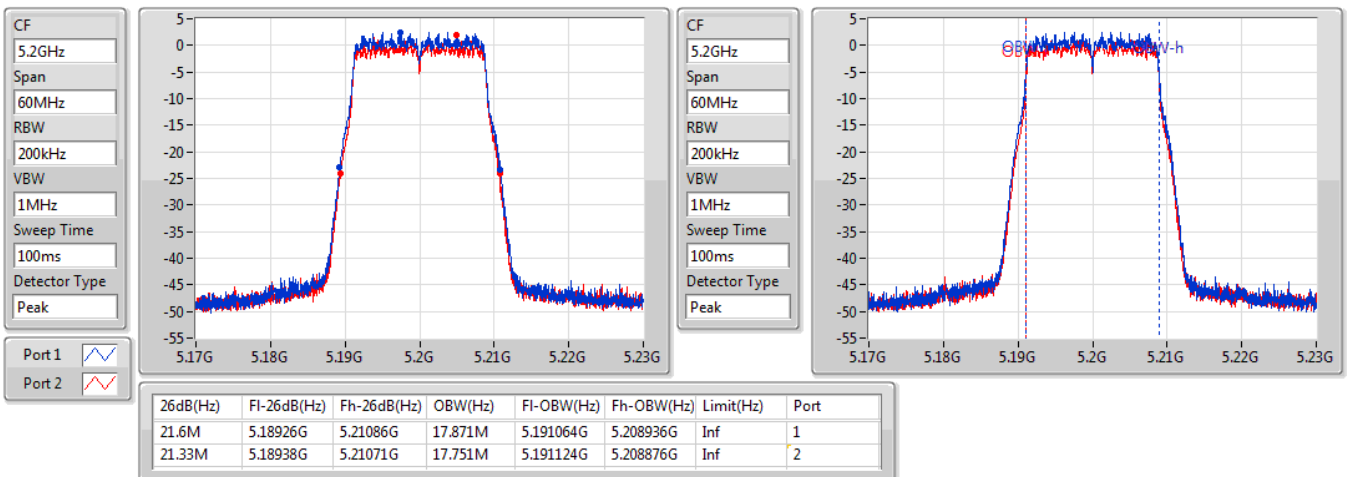 CF
5.2GHz
Span
60MHz
RBW
200kHz
VBW
1MHz
Sweep Time
100ms
Detector Type
Peak
Port 1
Port 2
5
0
-5
-10
-15
-20
-25
-30
-35
-40
-45
-50
-55
5.17G 5.18G 5.19G 5.2G 5.21G 5.22G 5.23G
CF
5.2GHz
Span
60MHz
RBW
200kHz
VBW
1MHz
Sweep Time
100ms
Detector Type
Peak
5
0
-5
-10
-15
-20
-25
-30
-35
-40
-45
-50
-55
5.17G 5.18G 5.19G 5.2G 5.21G 5.22G 5.23G
26dB(Hz) Fl-26dB(Hz) Fh-26dB(Hz) OBW(Hz) Fl-OBW(Hz) Fh-OBW(Hz) Limit(Hz) Port
21.6M 5.18926G 5.21086G 17.871M 5.191064G 5.208936G Inf 1
21.33M 5.18938G 5.21071G 17.751M 5.191124G 5.208876G Inf 2